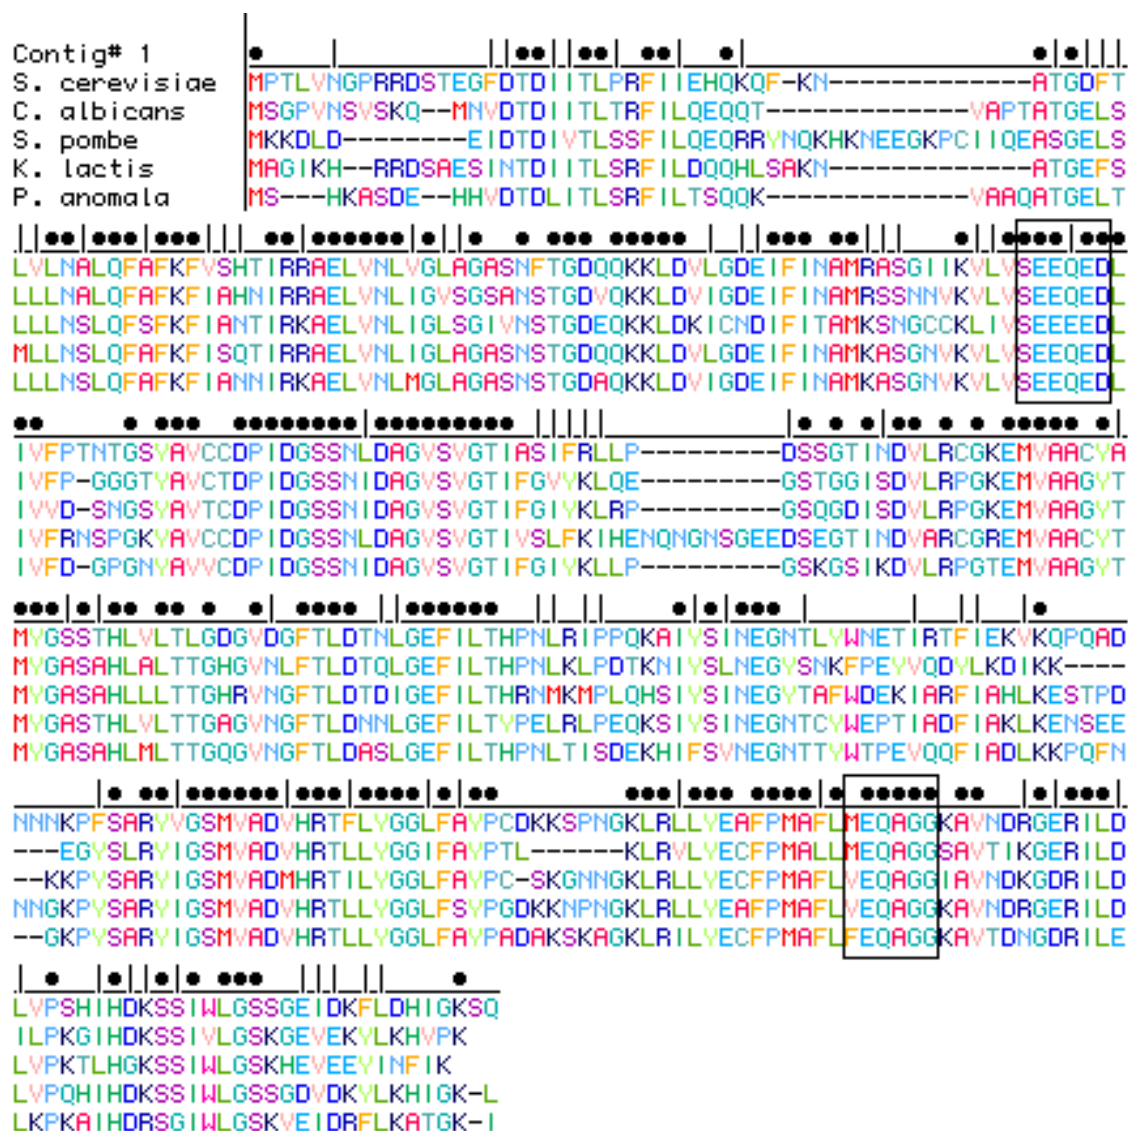 Contig# 1
S. cerevisiae MPTLVNGPRRDSTEGFDTDIITLPRFIIEHQKQF-KN-------------ATGDFT
C. albicans MSGPVNSVSKQ--MNVDTDIITLTRFILQEQQT-------------VAPTATGELS
S. pombe MKKDLD--------EIDTDIVTLSSFILQEQRRYNQKHKNEEGKPCIIQEASGELS
K. lactis MAGIKH--RRDSAESINTDIITLSRFILDQQHLSAKN-------------ATGEFS
P. anomala MS---HKASDE--HHVDTDLITLSRFILTSQQK-------------VAAQATGELT
LVLNALQFAFKFVSHTIRRAELVNLVGLAGASNFTGDQQKKLDVLGDEIFINAMRASGIIKVLVSEEQEDL
LLLNALQFAFKFIAHNIRRAELVNLIGVSGSANSTGDVQKKLDVIGDEIFINAMRSSNNVKVLVSEEQEDL
LLLNSLQFSFKFIANTIRKAELVNLIGLSGIVNSTGDEQKKLDKICNDIFITAMKSNGCCKLIVSEEEEDL
MLLNSLQFAFKFISQTIRRAELVNLIGLAGASNSTGDQQKKLDVLGDEIFINAMKASGNVKVLVSEEQEDL
LLLNSLQFAFKFIANNIRKAELVNLMGLAGASNSTGDAQKKLDVIGDEIFINAMKASGNVKVLVSEEQEDL
IVFPTNTGSYAVCCDPIDGSSNLDAGVSVGTIASIFRLLP---------DSSGTINDVLRCGKEMVAACYA
IVFP-GGGTYAVCTDPIDGSSNIDAGVSVGTIFGVYKLQE---------GSTGGISDVLRPGKEMVAAGYT
IVVD-SNGSYAVTCDPIDGSSNIDAGVSVGTIFGIYKLRP---------GSQGDISDVLRPGKEMVAAGYT
IVFRNSPGKYAVCCDPIDGSSNLDAGVSVGTIVSLFKIHENQNGNSGEEDSEGTINDVARCGREMVAACYT
IVFD-GPGNYAVVCDPIDGSSNIDAGVSVGTIFGIYKLLP---------GSKGSIKDVLRPGTEMVAAGYT
MYGSSTHLVLTLGDGVDGFTLDTNLGEFILTHPNLRIPPQKAIYSINEGNTLYWNETIRTFIEKVKQPQAD
MYGASAHLALTTGHGVNLFTLDTQLGEFILTHPNLKLPDTKNIYSLNEGYSNKFPEYVQDYLKDIKK----
MYGASAHLLLTTGHRVNGFTLDTDIGEFILTHRNMKMPLQHSIYSINEGYTAFWDEKIARFIAHLKESTPD
MYGASTHLVLTTGAGVNGFTLDNNLGEFILTYPELRLPEQKSIYSINEGNTCYWEPTIADFIAKLKENSEE
MYGASAHLMLTTGQGVNGFTLDASLGEFILTHPNLTISDEKHIFSVNEGNTTYWTPEVQQFIADLKKPQFN
NNNKPFSARYVGSMVADVHRTFLYGGLFAYPCDKKSPNGKLRLLYEAFPMAFLMEQAGGKAVNDRGERILD
---EGYSLRYIGSMVADVHRTLLYGGIFAYPTL------KLRVLYECFPMALLMEQAGGSAVTIKGERILD
--KKPYSARYIGSMVADMHRTILYGGLFAYPC-SKGNNGKLRLLYECFPMAFLVEQAGGIAVNDKGDRILD
NNGKPYSARYIGSMVADVHRTLLYGGLFSYPGDKKNPNGKLRLLYEAFPMAFLVEQAGGKAVNDRGERILD
--GKPYSARYIGSMVADVHRTLLYGGLFAYPADAKSKAGKLRILYECFPMAFLFEQAGGKAVTDNGDRILE
LVPSHIHDKSSIWLGSSGEIDKFLDHIGKSQ
ILPKGIHDKSSIVLGSKGEVEKYLKHVPK
LVPKTLHGKSSIWLGSKHEVEEYINFIK
LVPQHIHDKSSIWLGSSGDVDKYLKHIGK-L
LKPKAIHDRSGIWLGSKVEIDRFLKATGK-I